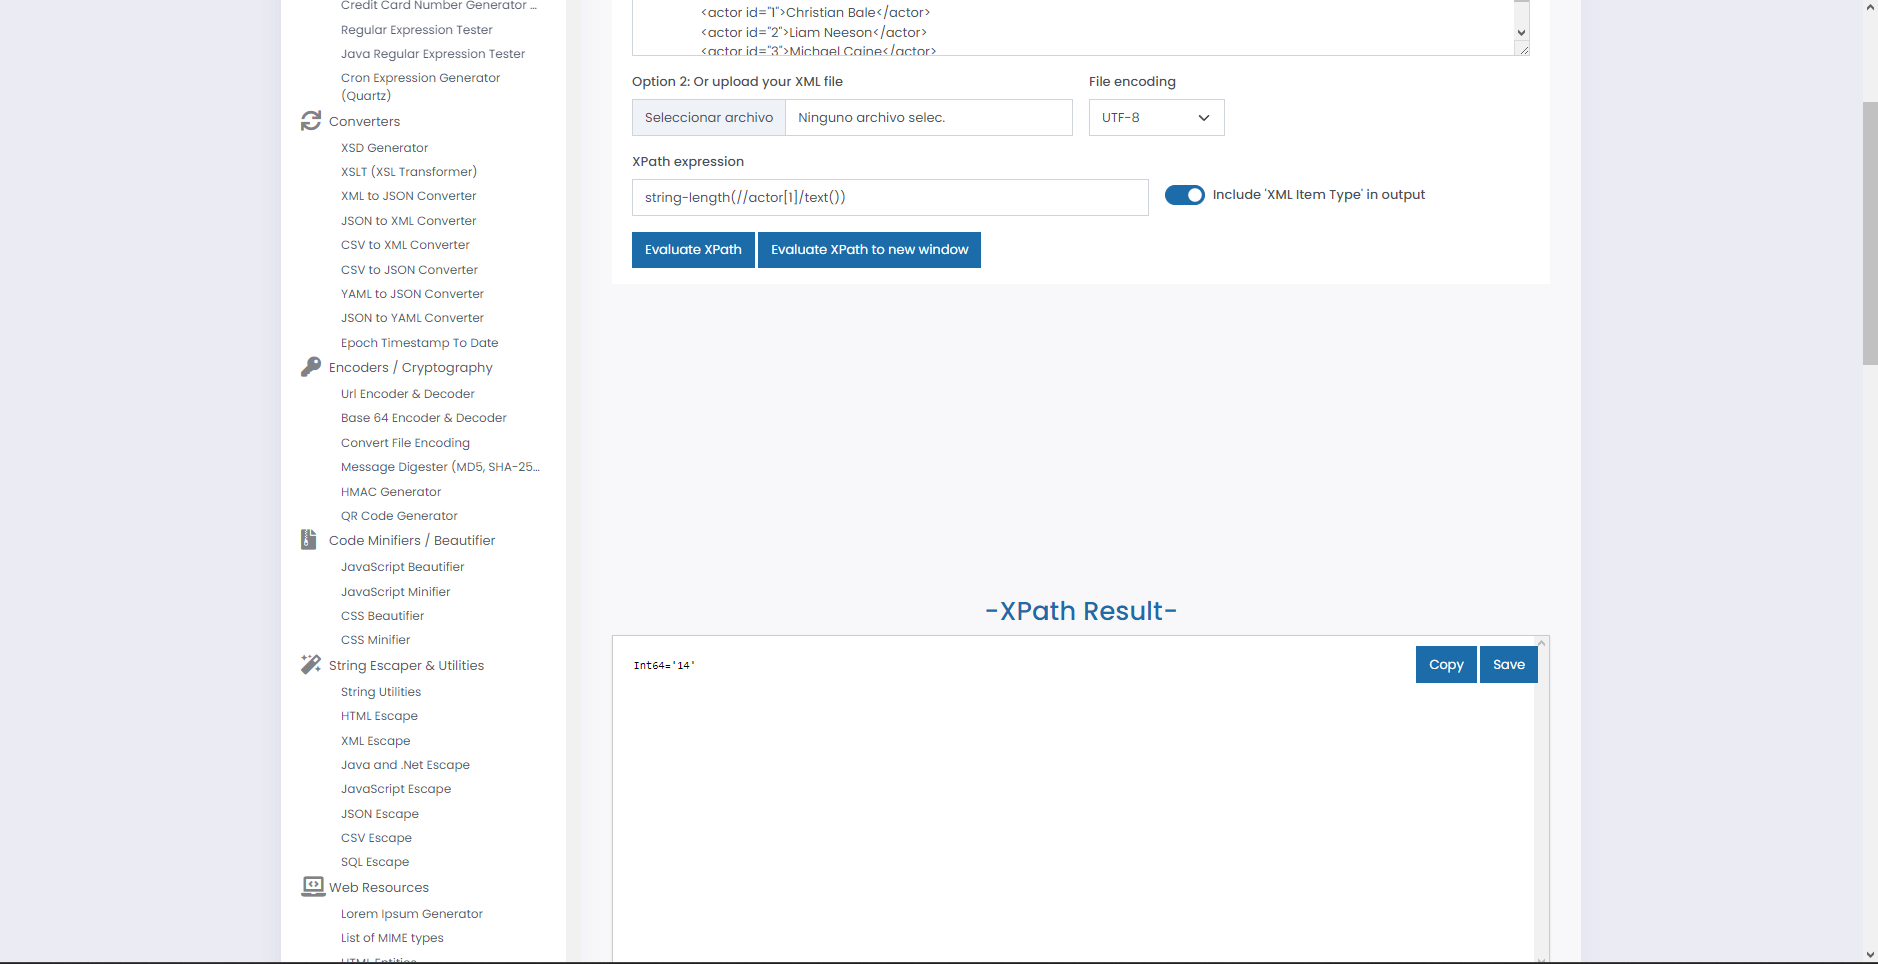 Credit Card Number Generator ...
Regular Expression Tester
Java Regular Expression Tester
Cron Expression Generator
(Quartz)
Converters
XSD Generator
XSLT (XSL Transformer)
XML to JSON Converter
JSON to XML Converter
CSV to XML Converter
CSV to JSON Converter
YAML to JSON Converter
JSON to YAML Converter
Epoch Timestamp To Date
Encoders / Cryptography
Url Encoder & Decoder
Base 64 Encoder & Decoder
Convert File Encoding
Message Digester (MD5, SHA-25...
HMAC Generator
QR Code Generator
Code Minifiers / Beautifier
JavaScript Beautifier
JavaScript Minifier
CSS Beautifier
CSS Minifier
String Escaper & Utilities
String Utilities
HTML Escape
XML Escape
Java and .Net Escape
JavaScript Escape
JSON Escape
CSV Escape
SQL Escape
Web Resources
Lorem Ipsum Generator
List of MIME types
HTML Entities
<actor id="1">Christian Bale</actor>
<actor id="2">Liam Neeson</actor>
<actor id="3">Michael Caine</actor>
Option 2: Or upload your XML file
File encoding
Seleccionar archivo
Ninguno archivo selec.
UTF-8
XPath expression
string-length(//actor[1]/text())
Include 'XML Item Type' in output
Evaluate XPath
Evaluate XPath to new window
-XPath Result-
Int64='14'
Copy
Save